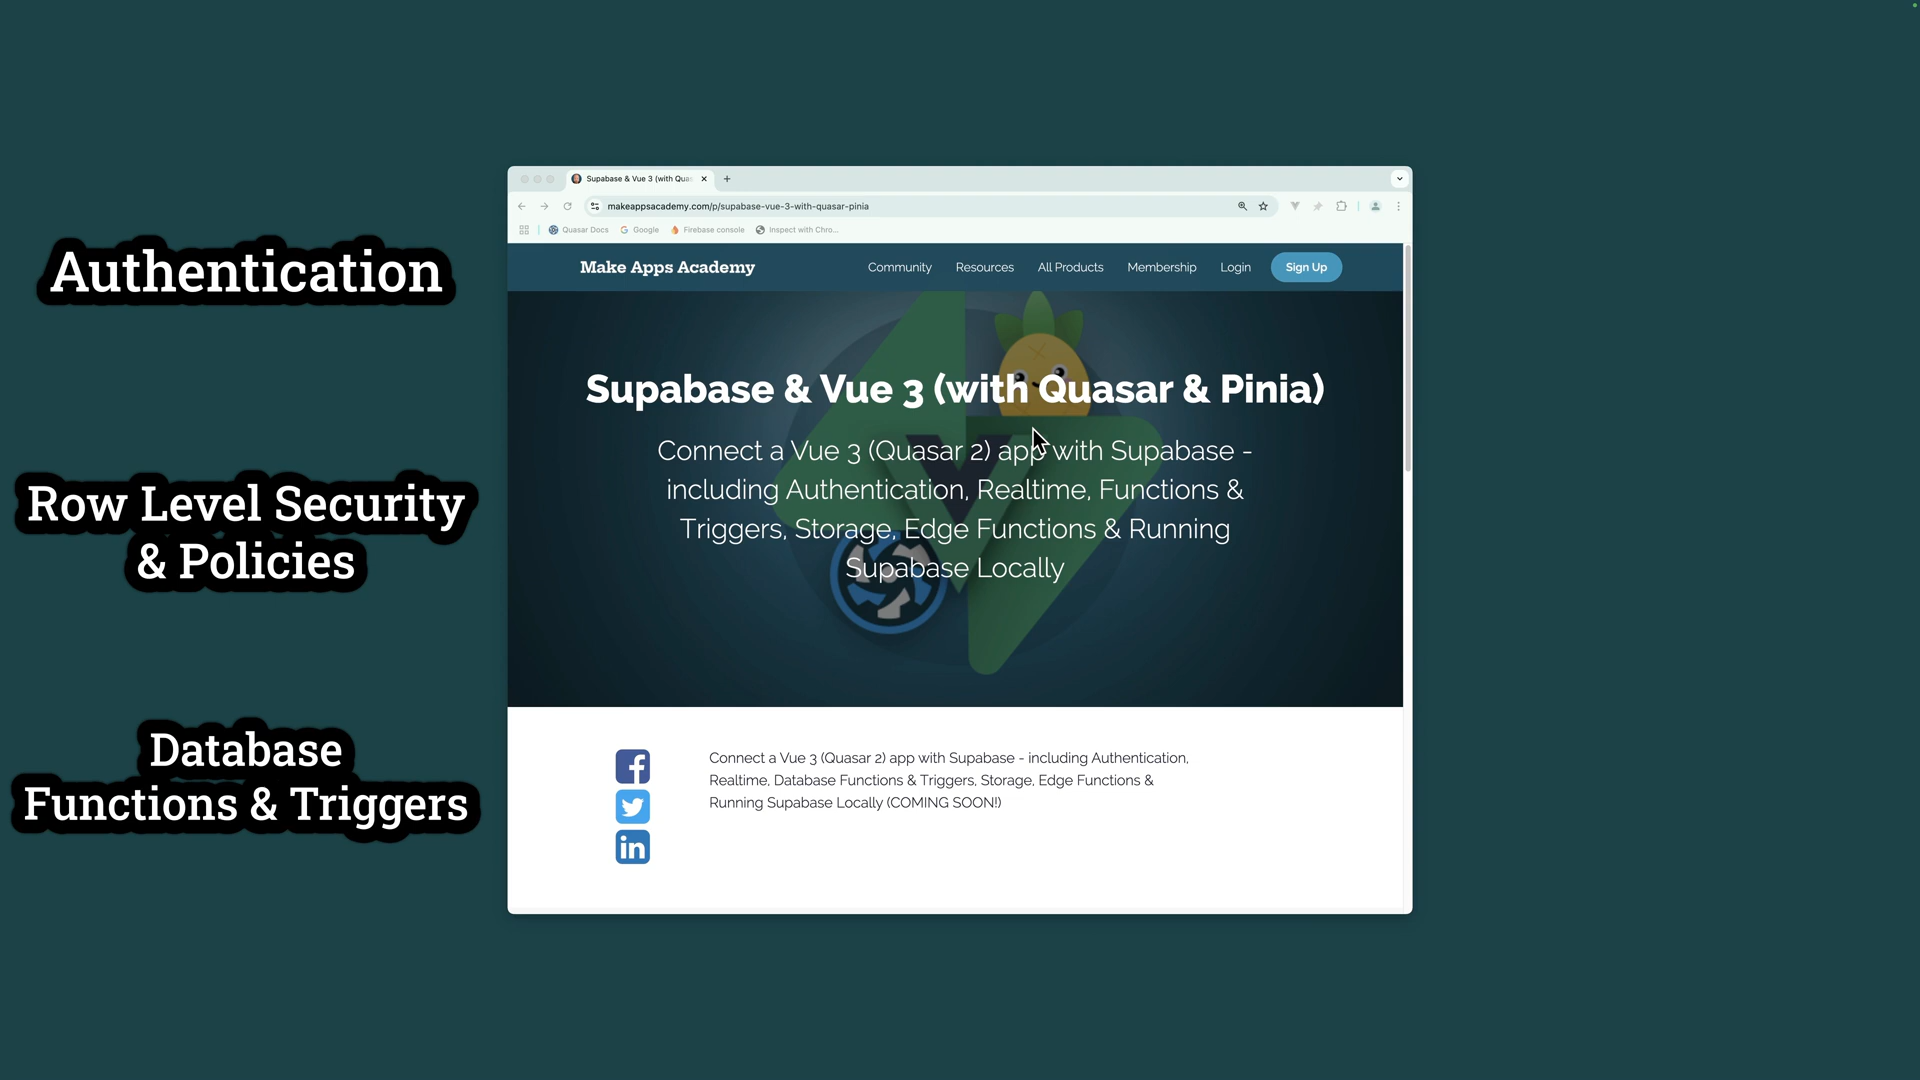 Authentication
Row Level Security
& Policies
Database
Functions & Triggers
Supabase & Vue 3 (with Qua
makeappsacademy.com/p/supabase-vue-3-with-quasar-pinia
Quasar Docs
Google
Firebase console
Inspect with Chro...
Make Apps Academy
Community
Resources
All Products
Membership
Login
Sign Up
Supabase & Vue 3 (with Quasar & Pinia)
Connect a Vue 3 (Quasar 2) app with Supabase -
including Authentication, Realtime, Functions &
Triggers, Storage, Edge Functions & Running
Supabase Locally
Connect a Vue 3 (Quasar 2) app with Supabase - including Authentication,
Realtime, Database Functions & Triggers, Storage, Edge Functions &
Running Supabase Locally (COMING SOON!)